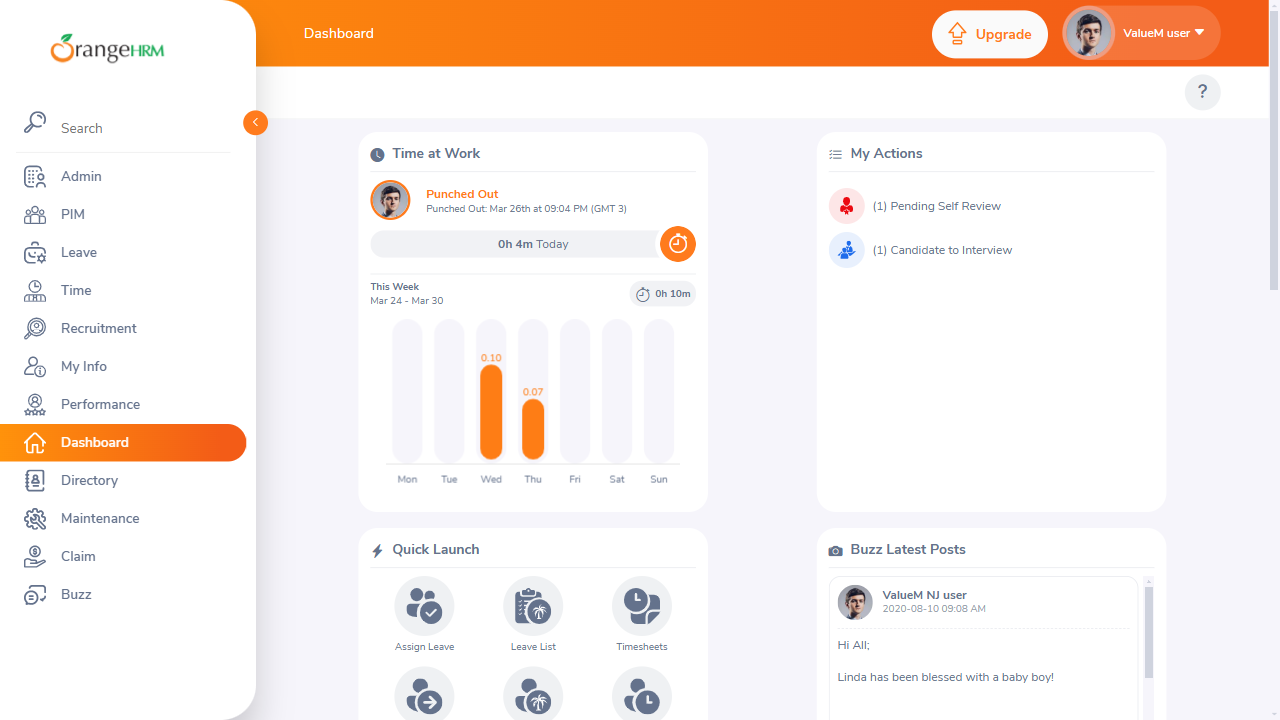 OrangeHRM
Search
Admin
PIM
Leave
Time
Recruitment
My Info
Performance
Dashboard
Directory
Maintenance
Claim
Buzz
Dashboard
Upgrade
ValueM user
?
Time at Work
Punched Out
Punched Out: Mar 26th at 09:04 PM (GMT 3)
0h 4m Today
This Week
Mar 24 - Mar 30
0h 10m
0.10
0.07
Mon Tue Wed Thu Fri Sat Sun
My Actions
(1) Pending Self Review
(1) Candidate to Interview
Quick Launch
Assign Leave
Leave List
Timesheets
Buzz Latest Posts
ValueM NJ user
2020-08-10 09:08 AM
Hi All;
Linda has been blessed with a baby boy!